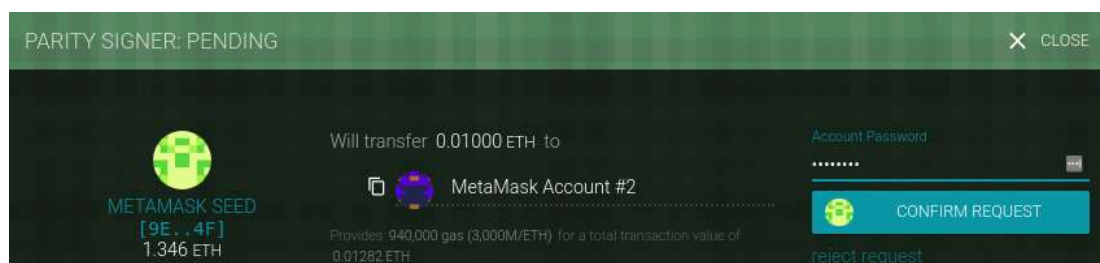 PARITY SIGNER: PENDING
CLOSE
METAMASK SEED
[9E..4F]
1.346 ETH
Will transfer 0.01000 ETH to
MetaMask Account #2
Provides 940,000 gas (3,000M/ETH) for a total transaction value of
0.01282 ETH
Account Password
CONFIRM REQUEST
reject request